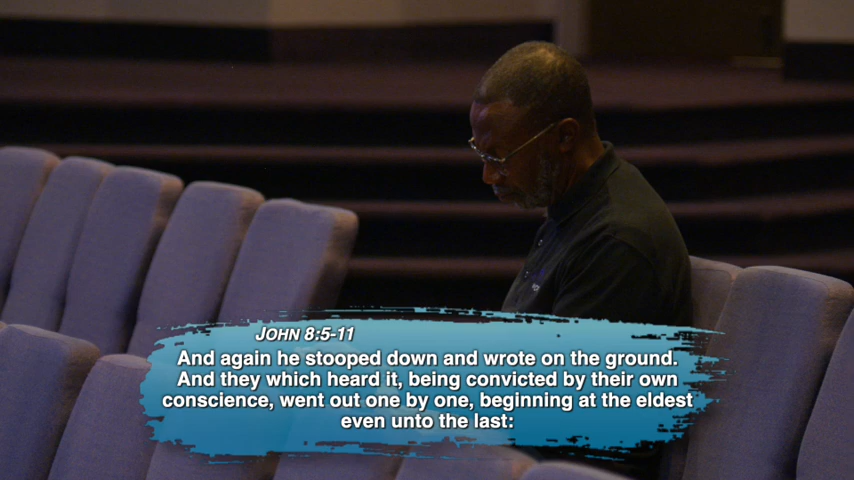 JOHN 8:5-11
And again he stooped down and wrote on the ground.
And they which heard it, being convicted by their own
conscience, went out one by one, beginning at the eldest
even unto the last: